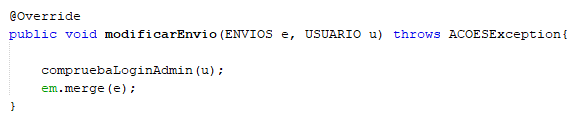 @Override
public void modificarEnvio(ENVIOS e, USUARIO u) throws ACOESException{
compruebaLoginAdmin(u);
em.merge(e);
}